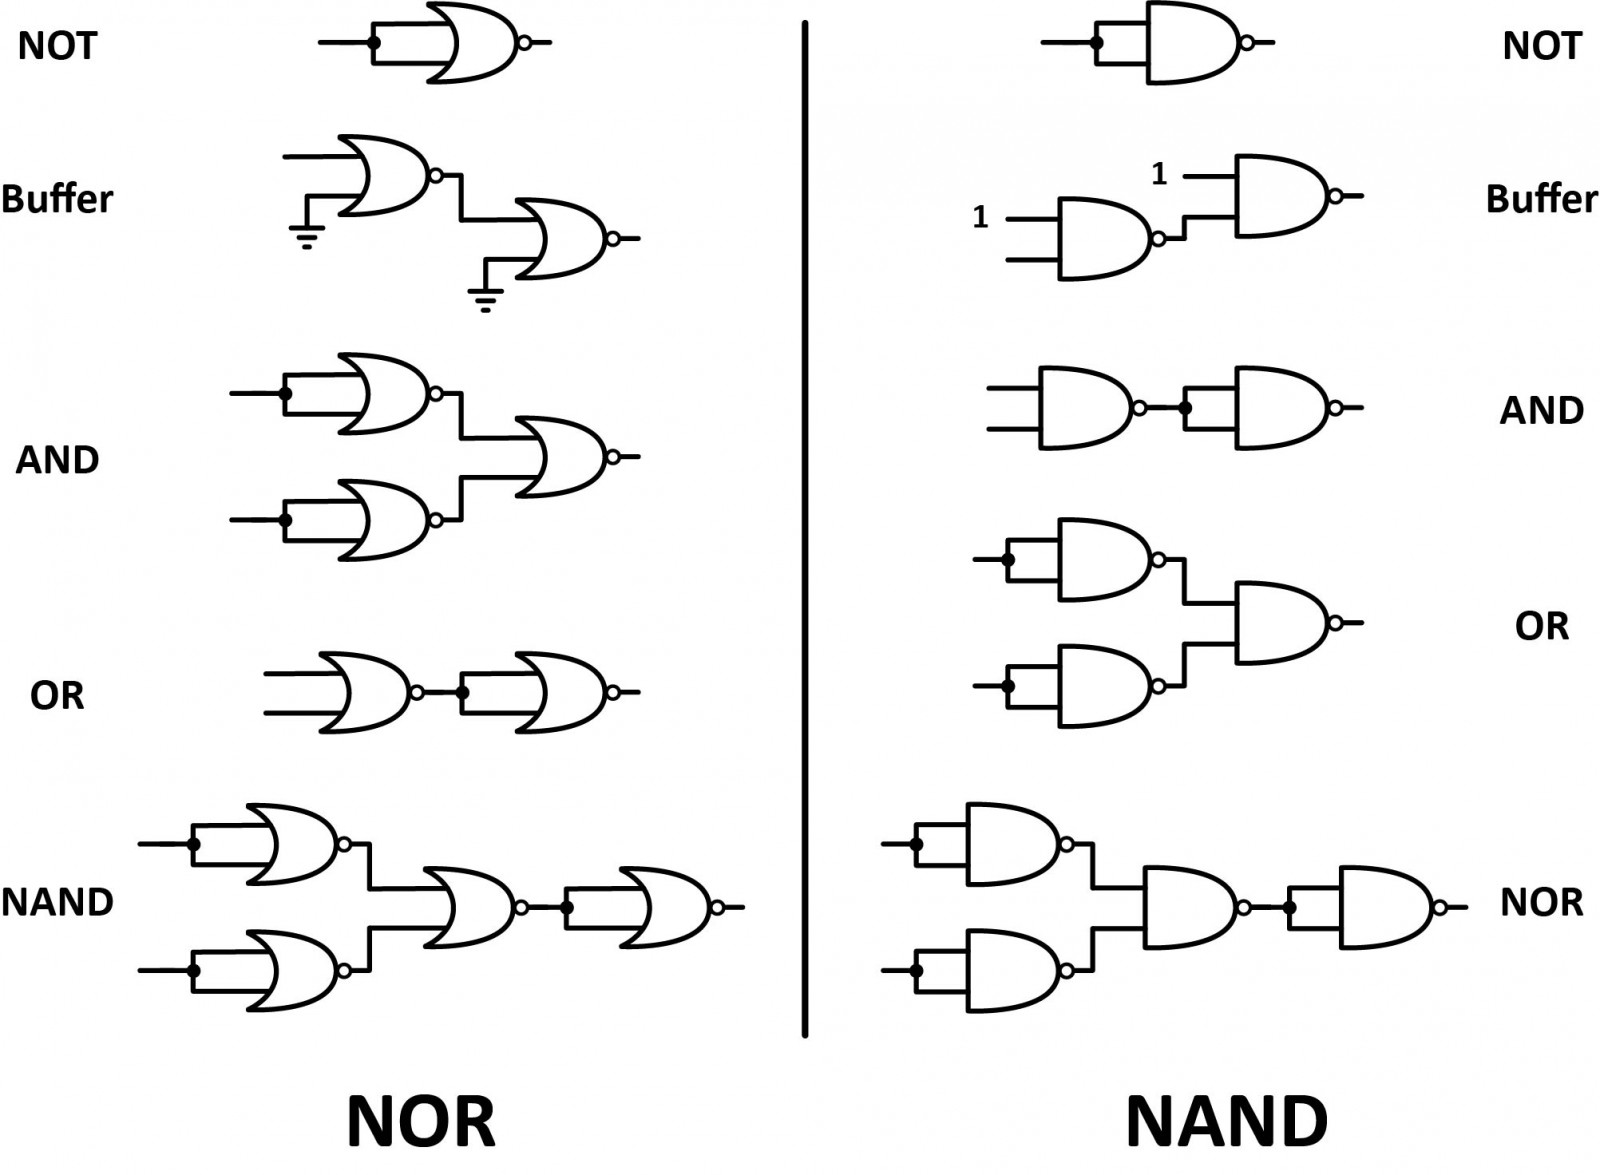 NOT
Buffer
AND
OR
NAND
NOR
NOT
1
1
Buffer
AND
OR
NOR
NAND